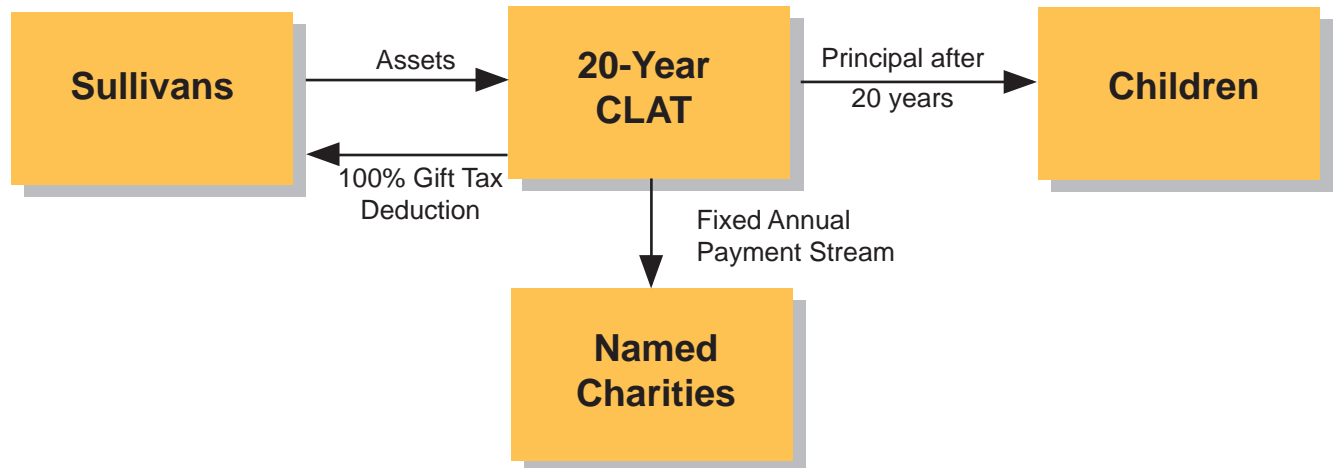 Sullivans
Assets
100% Gift Tax
Deduction
20-Year
CLAT
Principal after
20 years
Children
Fixed Annual
Payment Stream
Named
Charities